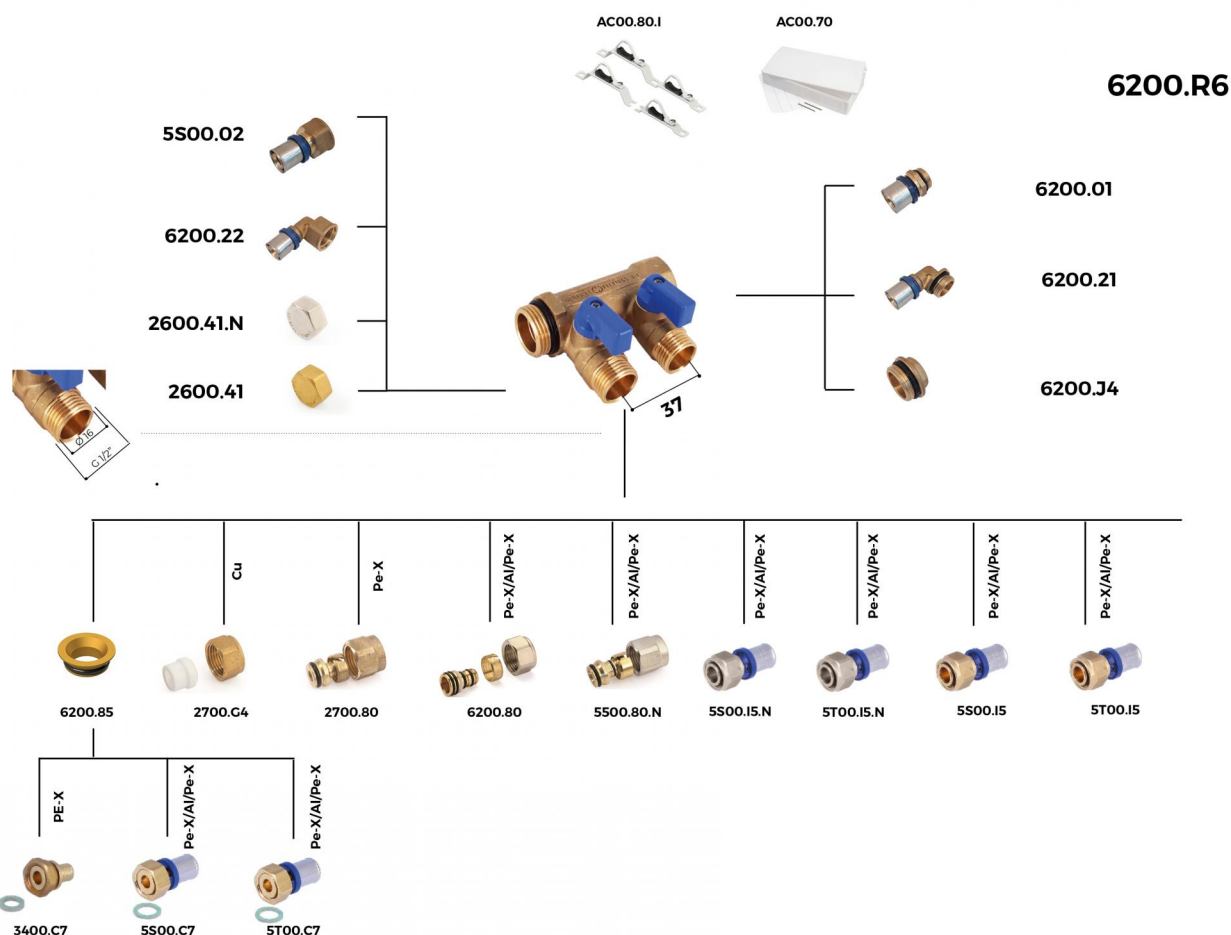 AC00.80.I
AC00.70
6200.R6
5S00.02
6200.01
6200.22
6200.21
2600.41.N
2600.41
6200.J4
37
Ø 16
G 1/2"
Cu
Pe-X
Pe-X/Al/Pe-X
Pe-X/Al/Pe-X
Pe-X/Al/Pe-X
Pe-X/Al/Pe-X
Pe-X/Al/Pe-X
Pe-X/Al/Pe-X
6200.85
2700.G4
2700.80
6200.80
5500.80.N
5S00.I5.N
5T00.I5.N
5S00.I5
5T00.I5
PE-X
Pe-X/Al/Pe-X
Pe-X/Al/Pe-X
3400.C7
5S00.C7
5T00.C7